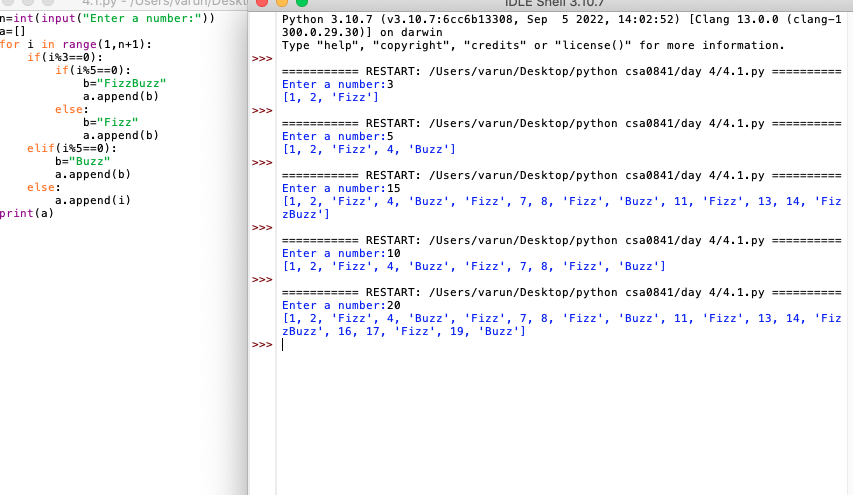 4.1.py - /Users/varun/Deskt
n=int(input("Enter a number:"))
a=[]
for i in range(1,n+1):
    if(i%3==0):
        if(i%5==0):
            b="FizzBuzz"
            a.append(b)
        else:
            b="Fizz"
            a.append(b)
    elif(i%5==0):
        b="Buzz"
        a.append(b)
    else:
        a.append(i)
print(a)
IDLE Shell 3.10.7
Python 3.10.7 (v3.10.7:6cc6b13308, Sep  5 2022, 14:02:52) [Clang 13.0.0 (clang-1
300.0.29.30)] on darwin
Type "help", "copyright", "credits" or "license()" for more information.
>>>
=========== RESTART: /Users/varun/Desktop/python csa0841/day 4/4.1.py ==========
Enter a number:3
[1, 2, 'Fizz']
>>>
=========== RESTART: /Users/varun/Desktop/python csa0841/day 4/4.1.py ==========
Enter a number:5
[1, 2, 'Fizz', 4, 'Buzz']
>>>
=========== RESTART: /Users/varun/Desktop/python csa0841/day 4/4.1.py ==========
Enter a number:15
[1, 2, 'Fizz', 4, 'Buzz', 'Fizz', 7, 8, 'Fizz', 'Buzz', 11, 'Fizz', 13, 14, 'Fiz
zBuzz']
>>>
=========== RESTART: /Users/varun/Desktop/python csa0841/day 4/4.1.py ==========
Enter a number:10
[1, 2, 'Fizz', 4, 'Buzz', 'Fizz', 7, 8, 'Fizz', 'Buzz']
>>>
=========== RESTART: /Users/varun/Desktop/python csa0841/day 4/4.1.py ==========
Enter a number:20
[1, 2, 'Fizz', 4, 'Buzz', 'Fizz', 7, 8, 'Fizz', 'Buzz', 11, 'Fizz', 13, 14, 'Fiz
zBuzz', 16, 17, 'Fizz', 19, 'Buzz']
>>>